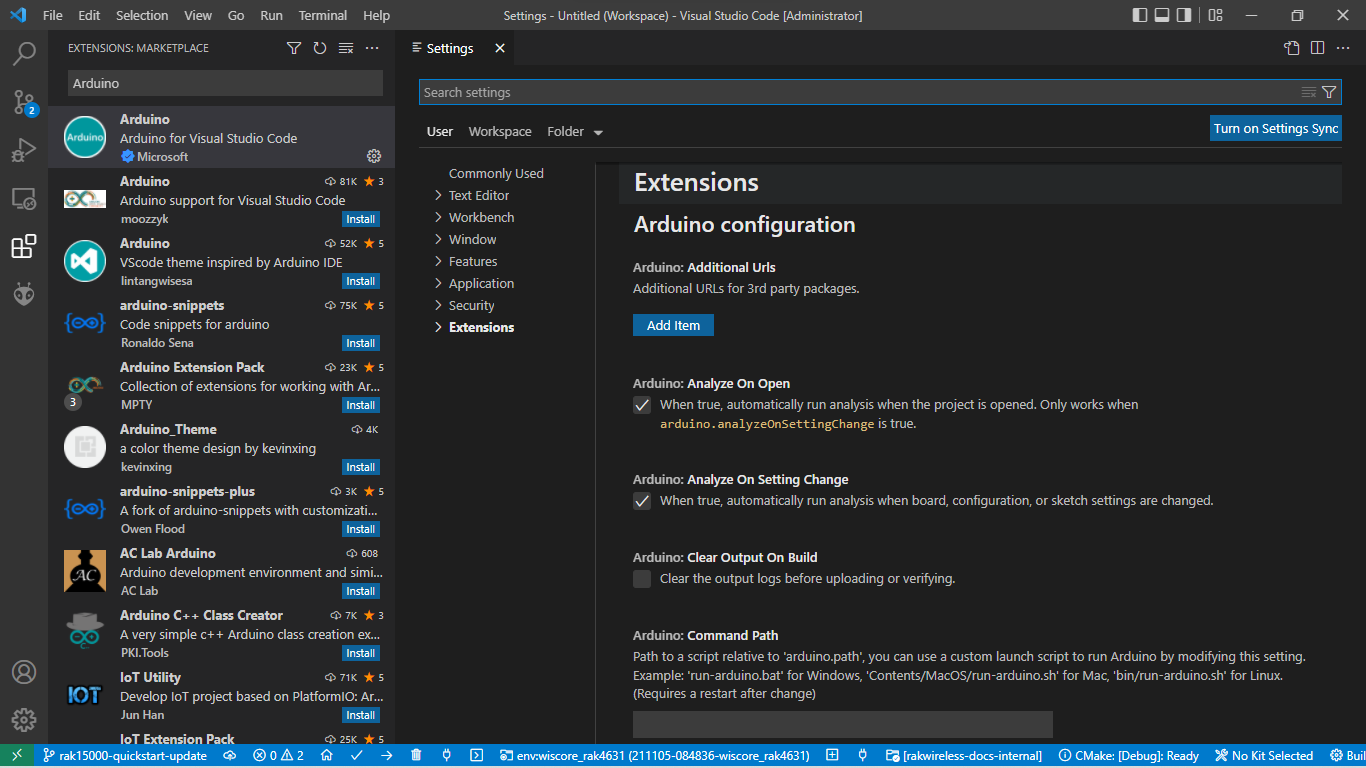 File Edit Selection View Go Run Terminal Help
Settings - Untitled (Workspace) - Visual Studio Code [Administrator]
2
EXTENSIONS: MARKETPLACE
Arduino
Arduino
Arduino
Arduino for Visual Studio Code
Microsoft
Arduino 81K 3
Arduino support for Visual Studio Code
moozzyk Install
Arduino 52K 5
VScode theme inspired by Arduino IDE
lintangwisesa Install
arduino-snippets 75K 5
Code snippets for arduino
Ronaldo Sena Install
Arduino Extension Pack 23K 5
Collection of extensions for working with Ar...
3
MPTY Install
Arduino_Theme 4K
a color theme design by kevinxing
kevinxing Install
arduino-snippets-plus 3K 5
A fork of arduino-snippets with customizati...
Owen Flood Install
AC Lab Arduino 608
AC
Arduino development environment and simi...
AC Lab Install
Arduino C++ Class Creator 7K 3
A very simple c++ Arduino class creation ex...
PKI.Tools Install
IoT Utility 71K 5
IOT
Develop IoT project based on PlatformIO: Ar...
Jun Han Install
IoT Extension Pack 25K 5
Settings
Search settings
User Workspace Folder
Turn on Settings Sync
Commonly Used
Text Editor
Workbench
Window
Features
Application
Security
Extensions
Extensions
Arduino configuration
Arduino: Additional Urls
Additional URLs for 3rd party packages.
Add Item
Arduino: Analyze On Open
When true, automatically run analysis when the project is opened. Only works when
arduino.analyzeOnSettingChange is true.
Arduino: Analyze On Setting Change
When true, automatically run analysis when board, configuration, or sketch settings are changed.
Arduino: Clear Output On Build
Clear the output logs before uploading or verifying.
Arduino: Command Path
Path to a script relative to 'arduino.path', you can use a custom launch script to run Arduino by modifying this setting.
Example: 'run-arduino.bat' for Windows, 'Contents/MacOS/run-arduino.sh' for Mac, 'bin/run-arduino.sh' for Linux.
(Requires a restart after change)
rak15000-quickstart-update 0 2 env:wiscore_rak4631 (211105-084836-wiscore_rak4631) [rakwireless-docs-internal] CMake: [Debug]: Ready No Kit Selected Buil